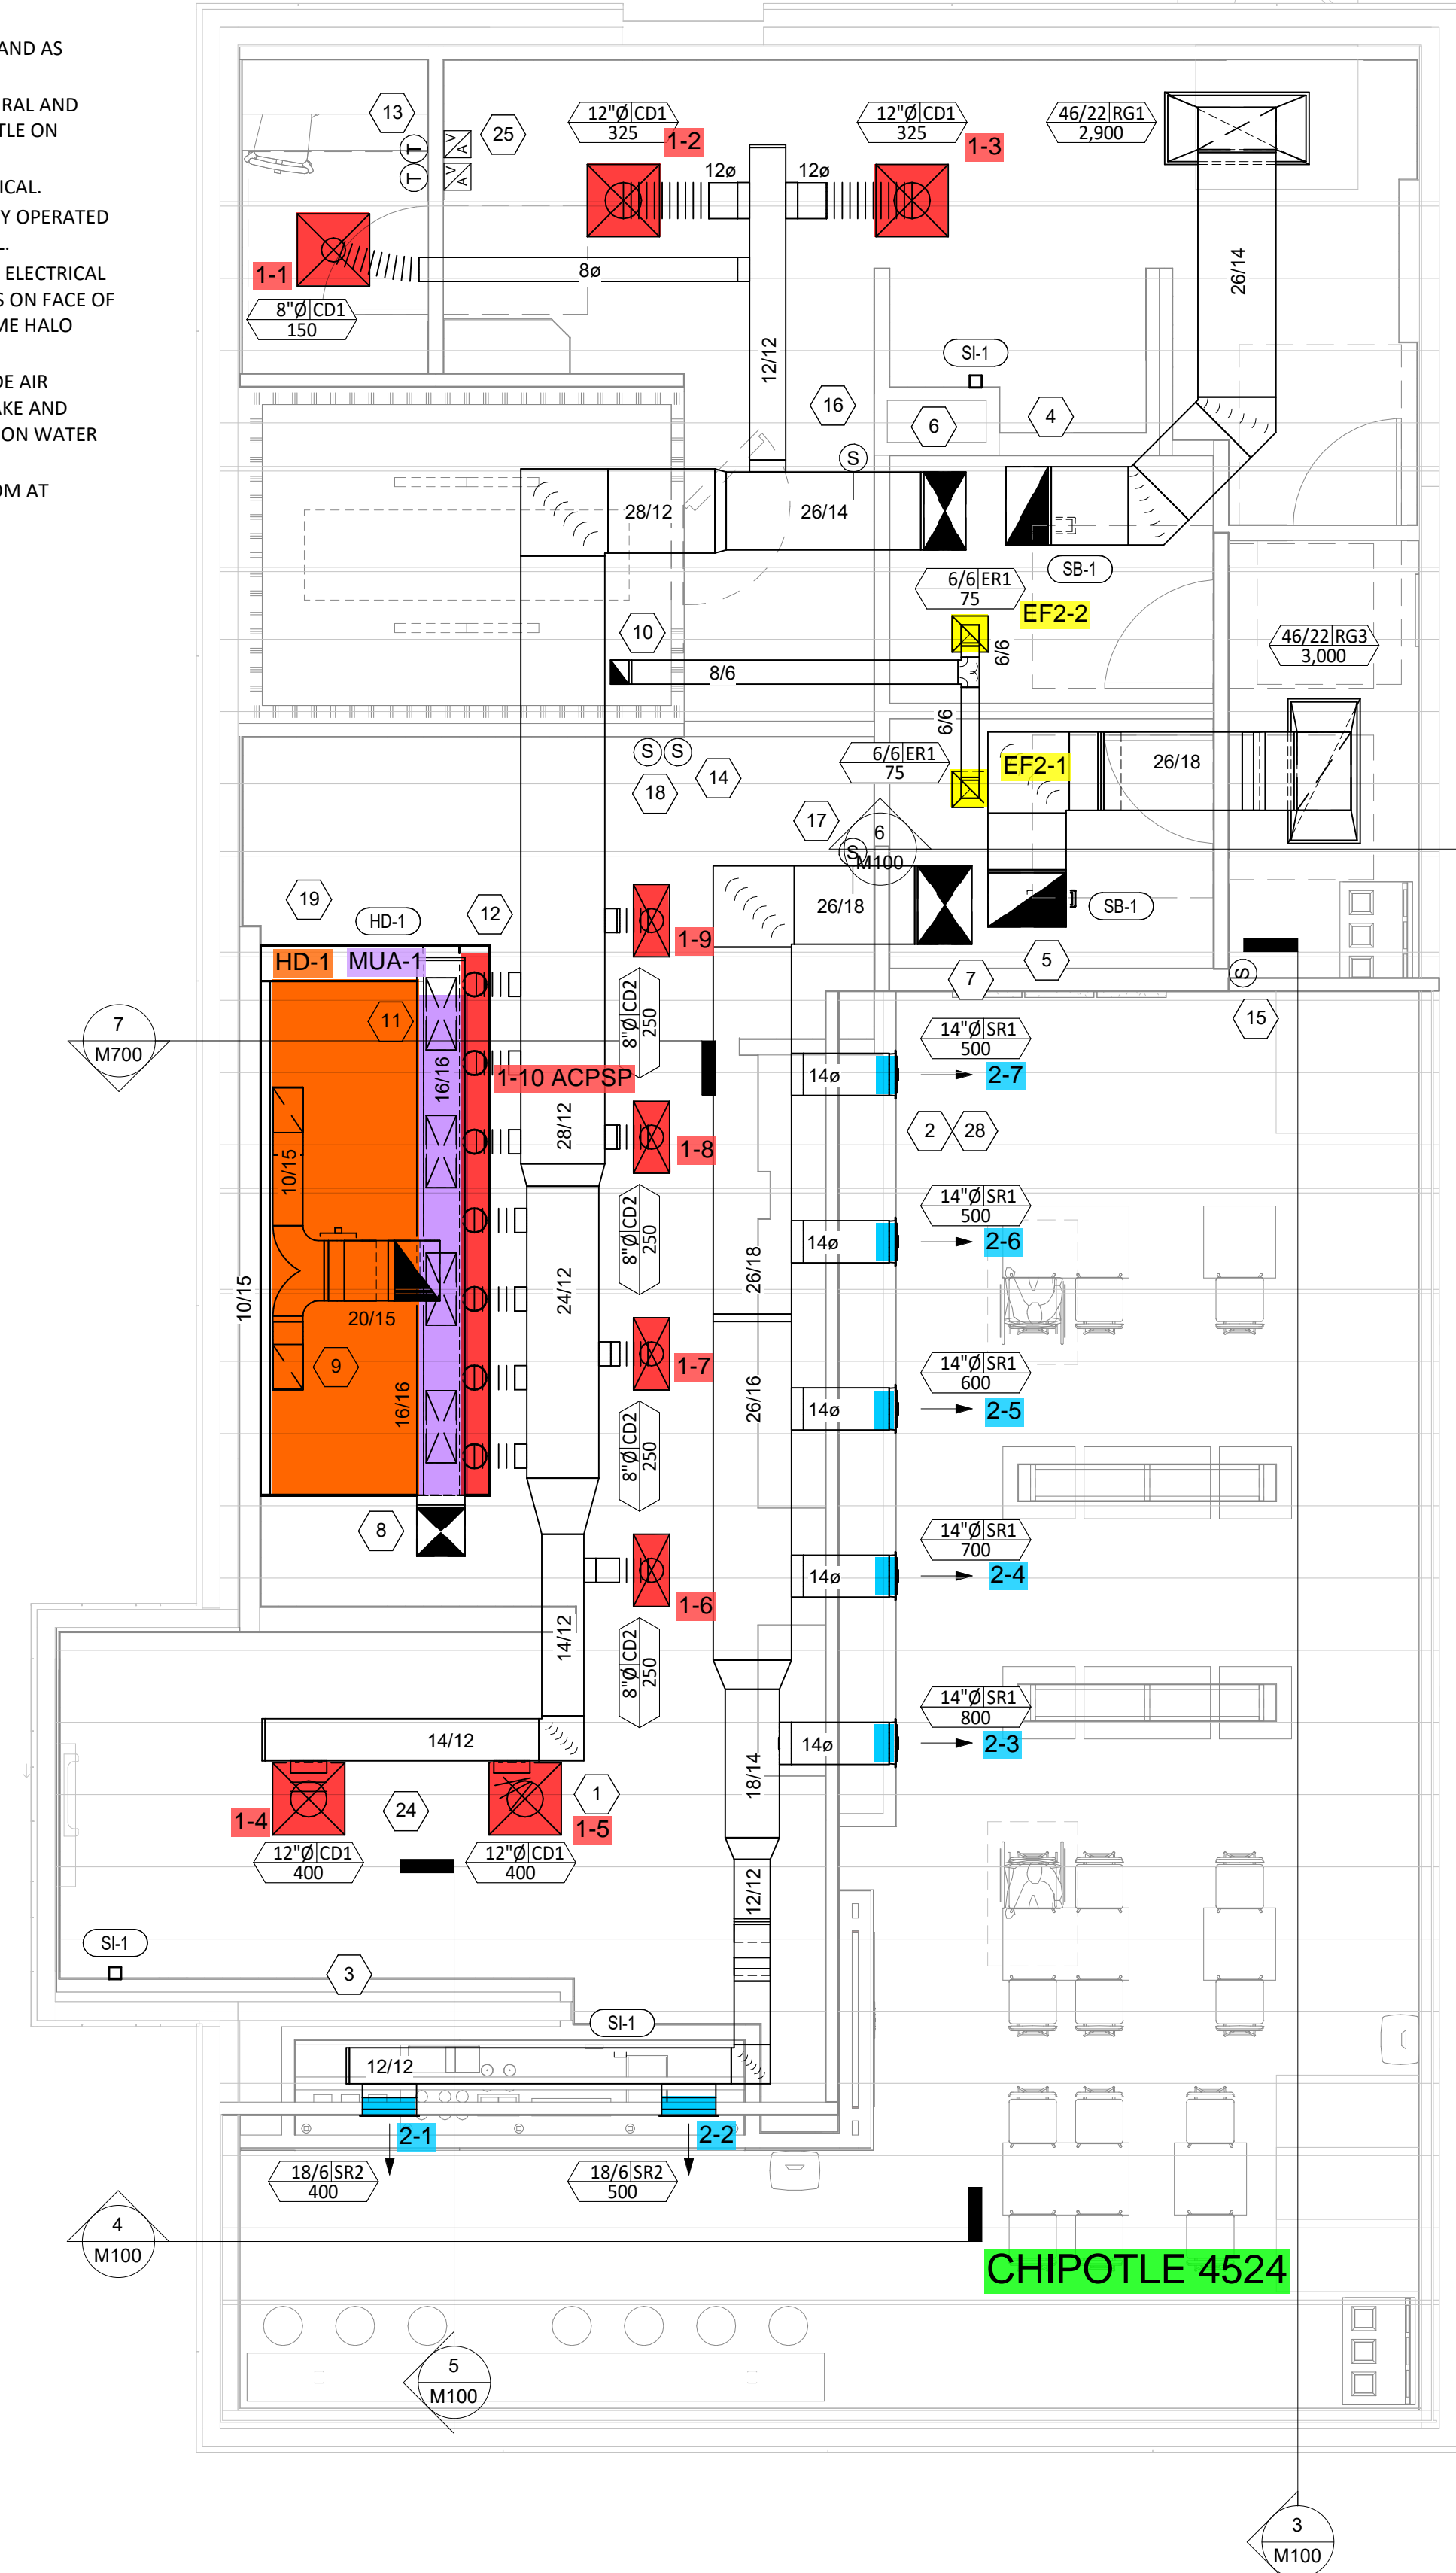 AND AS
RAL AND
TLE ON
ICAL.
Y OPERATED
L.
ELECTRICAL
S ON FACE OF
ME HALO
DE AIR
AKE AND
ON WATER
OM AT
13
25
T
T
A V
A V
12"Ø CD1
325
1-2
12"Ø CD1
325
1-3
46/22 RG1
2,900
12ø
12ø
1-1
8ø
8"Ø CD1
150
26/14
12/12
SI-1
16
6
4
S
28/12
26/14
SB-1
6/6 ER1
75
EF2-2
10
6/6
46/22 RG3
3,000
8/6
6/6
S
S
18
14
6/6 ER1
75
EF2-1
26/18
17
6
M100
S
19
HD-1
12
26/18
SB-1
1-9
5
7
S
15
HD-1
MUA-1
11
8"Ø CD2
250
7
M700
16/16
1-10 ACPSP
14ø
14"Ø SR1
500
2-7
28/12
1-8
2
28
10/15
8"Ø CD2
250
14ø
14"Ø SR1
500
2-6
26/18
24/12
10/15
20/15
9
1-7
16/16
26/16
14ø
14"Ø SR1
600
2-5
8"Ø CD2
250
8
14ø
14"Ø SR1
700
2-4
1-6
14/12
8"Ø CD2
250
14/12
14ø
14"Ø SR1
800
2-3
18/14
1-4
24
1
1-5
12"Ø CD1
400
12"Ø CD1
400
12/12
SI-1
3
SI-1
12/12
2-1
2-2
18/6 SR2
400
18/6 SR2
500
4
M100
CHIPOTLE 4524
5
M100
3
M100